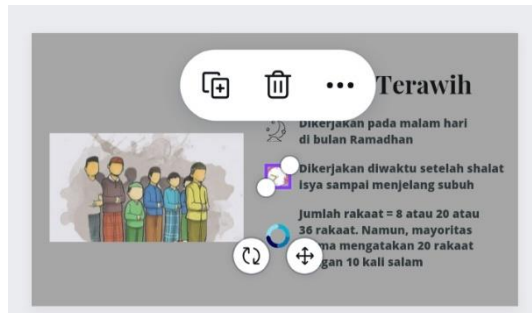 Terawih
Dikerjakan pada malam hari
di bulan Ramadhan
Dikerjakan diwaktu setelah shalat
isya sampai menjelang subuh
Jumlah rakaat = 8 atau 20 atau
36 rakaat. Namun, mayoritas
mengatakan 20 rakaat
10 kali salam